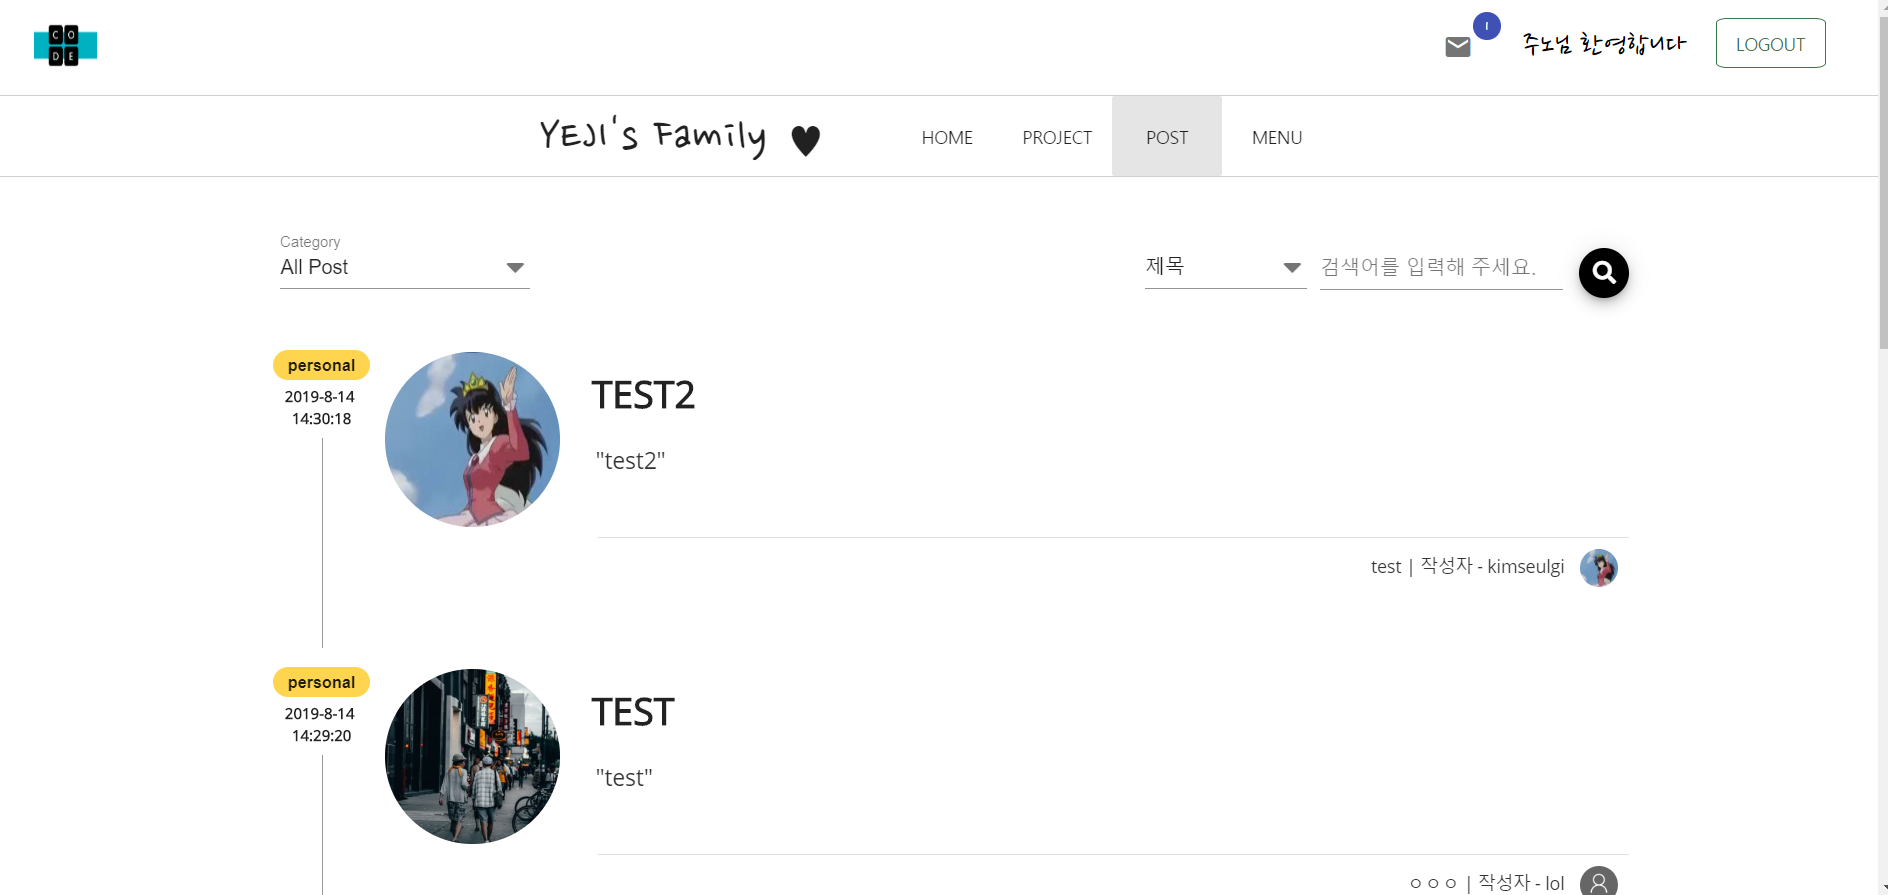 C O
D E
1
주노님 환영합니다
LOGOUT
YEJI's Family ♥
HOME
PROJECT
POST
MENU
Category
All Post
제목
검색어를 입력해 주세요.
personal
2019-8-14
14:30:18
TEST2
"test2"
test | 작성자 - kimseulgi
personal
2019-8-14
14:29:20
TEST
"test"
ㅇㅇㅇ | 작성자 - lol